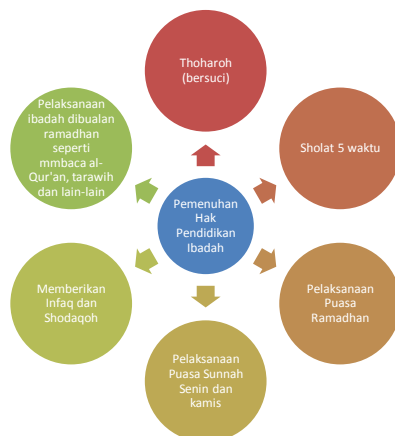 Thoharoh
(bersuci)
Sholat 5 waktu
Pelaksanaan
Puasa
Ramadhan
Pelaksanaan
Puasa Sunnah
Senin dan
kamis
Memberikan
Infaq dan
Shodaqoh
Pelaksanaan
ibadah dibualan
ramadhan
seperti
mmbaca al-
Qur'an, tarawih
dan lain-lain
Pemenuhan
Hak
Pendidikan
Ibadah